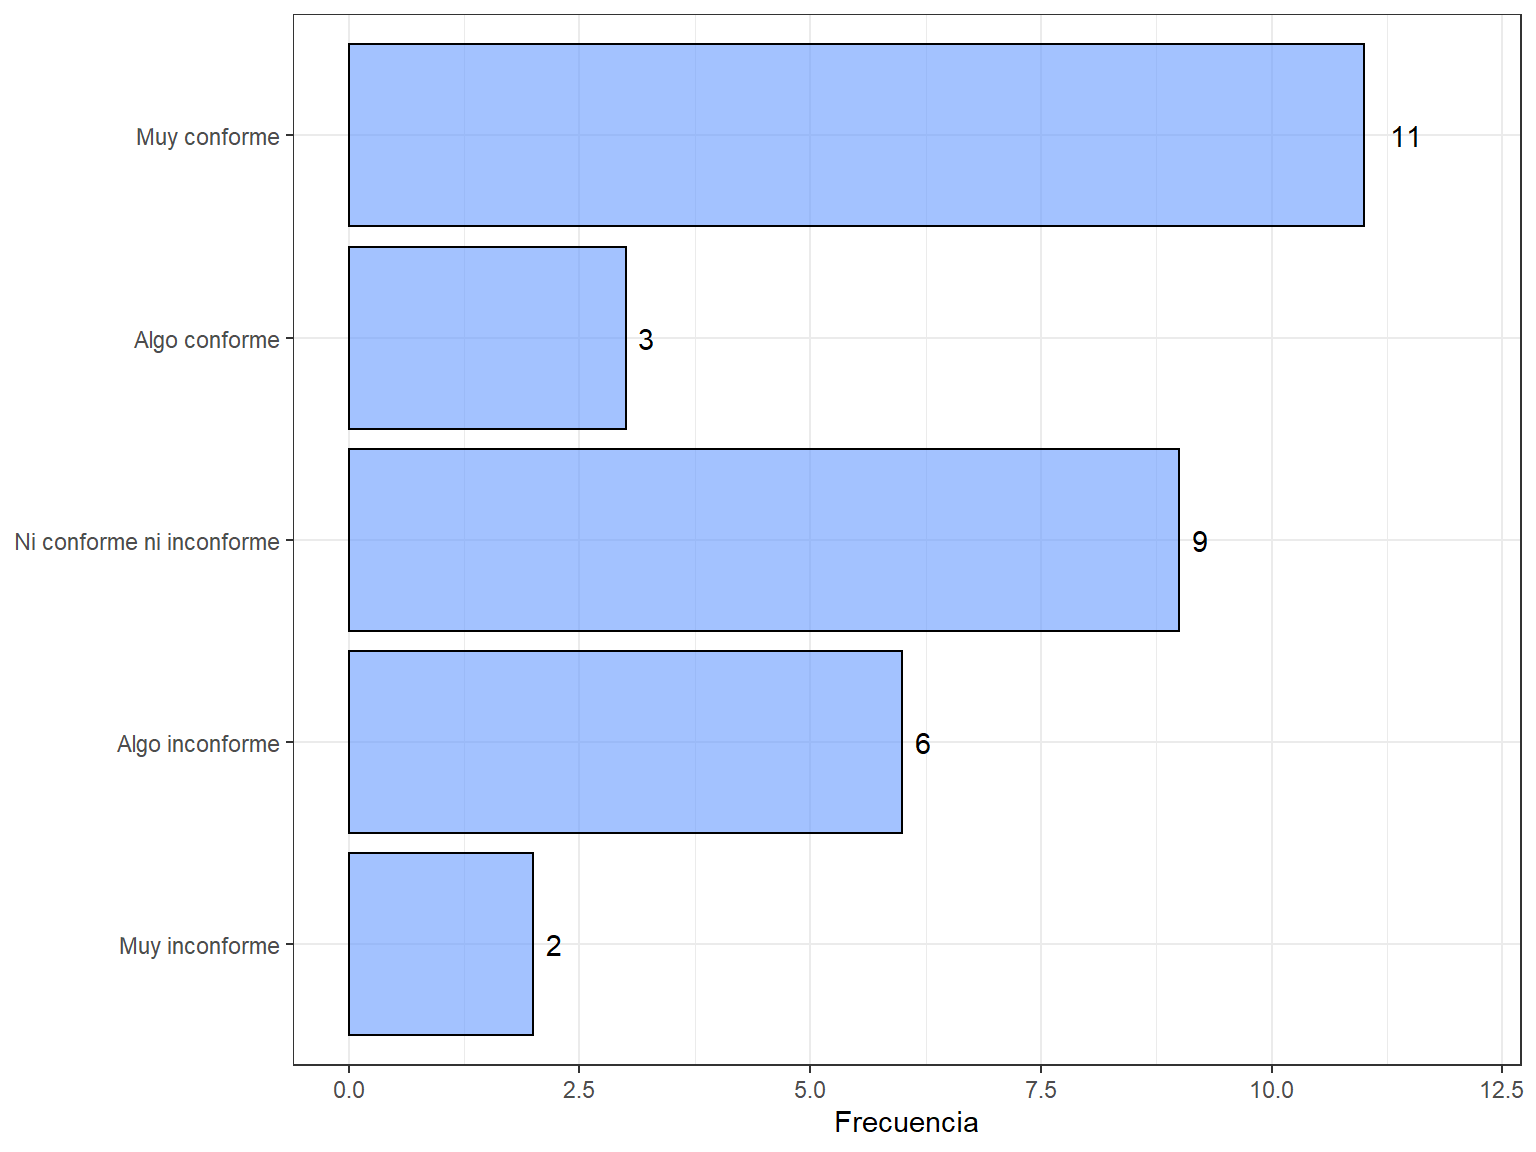 Muy conforme
11
Algo conforme
3
Ni conforme ni inconforme
9
Algo inconforme
6
Muy inconforme
2
0.0 2.5 5.0 7.5 10.0 12.5
Frecuencia